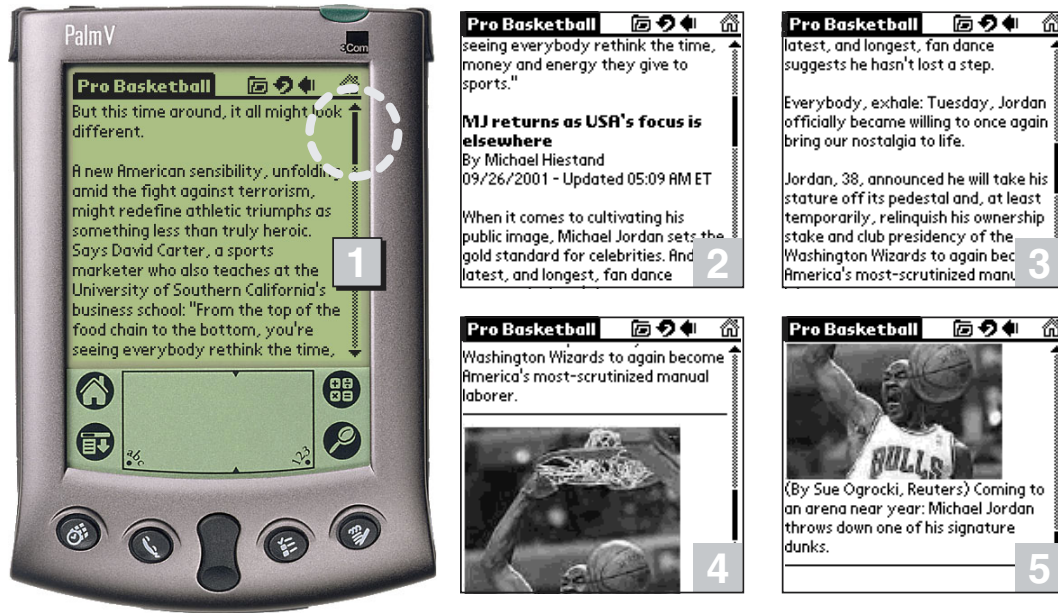 Palm V
3Com
Pro Basketball
But this time around, it all might look
different.
A new American sensibility, unfolding
amid the fight against terrorism,
might redefine athletic triumphs as
something less than truly heroic.
Says David Carter, a sports
marketer who also teaches at the
University of Southern California's
business school: "From the top of the
food chain to the bottom, you're
seeing everybody rethink the time,
abc
123
1
Pro Basketball
seeing everybody rethink the time,
money and energy they give to
sports."
MJ returns as USA's focus is
elsewhere
By Michael Hiestand
09/26/2001 - Updated 05:09 AM ET
When it comes to cultivating his
public image, Michael Jordan sets the
gold standard for celebrities. And
latest, and longest, fan dance
2
Pro Basketball
latest, and longest, fan dance
suggests he hasn't lost a step.
Everybody, exhale: Tuesday, Jordan
officially became willing to once again
bring our nostalgia to life.
Jordan, 38, announced he will take his
stature off its pedestal and, at least
temporarily, relinquish his ownership
stake and club presidency of the
Washington Wizards to again bec
America's most-scrutinized manu
3
Pro Basketball
Washington Wizards to again become
America's most-scrutinized manual
laborer.
4
Pro Basketball
BULLS
(By Sue Ogrocki, Reuters) Coming to
an arena near year: Michael Jordan
throws down one of his signature
dunks.
5